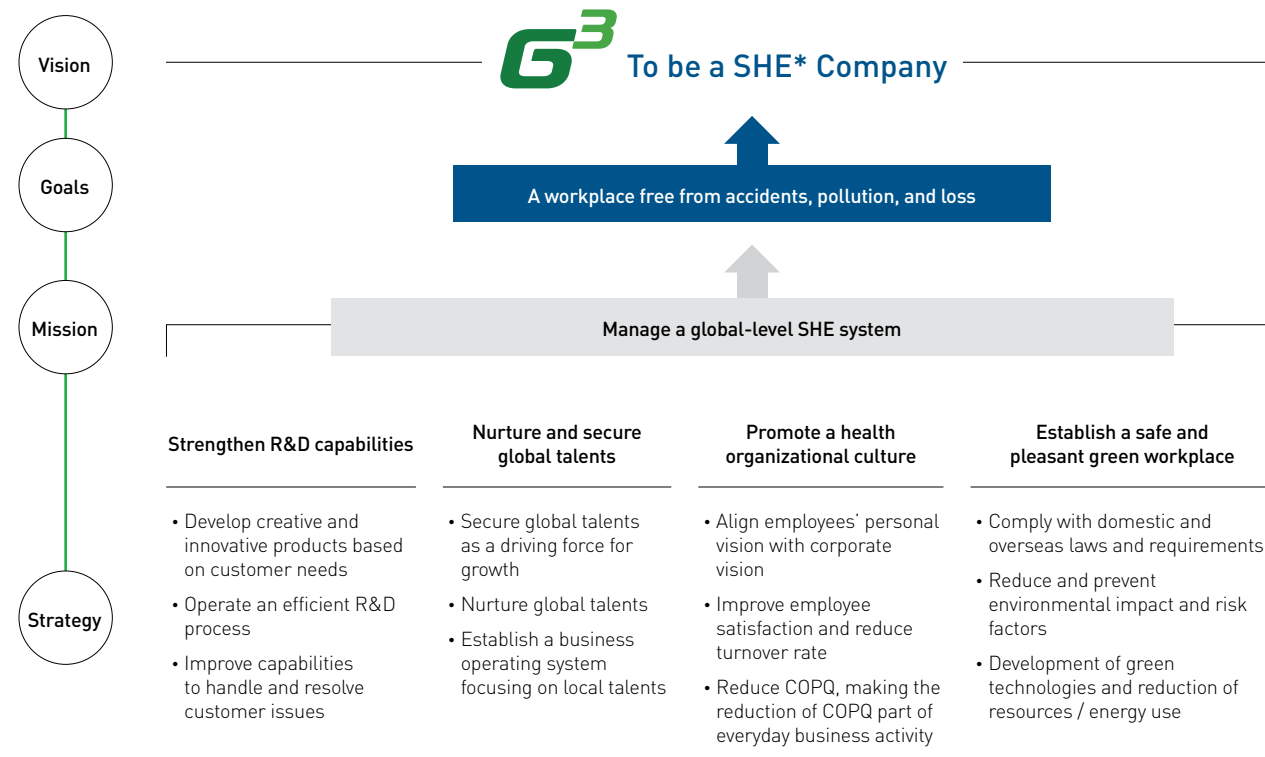 Vision
G3 To be a SHE* Company
Goals
A workplace free from accidents, pollution, and loss
Mission
Manage a global-level SHE system
Strategy
Strengthen R&D capabilities
• Develop creative and
innovative products based
on customer needs
• Operate an efficient R&D
process
• Improve capabilities
to handle and resolve
customer issues
Nurture and secure
global talents
• Secure global talents
as a driving force for
growth
• Nurture global talents
• Establish a business
operating system
focusing on local talents
Promote a health
organizational culture
• Align employees’ personal
vision with corporate
vision
• Improve employee
satisfaction and reduce
turnover rate
• Reduce COPQ, making the
reduction of COPQ part of
everyday business activity
Establish a safe and
pleasant green workplace
• Comply with domestic and
overseas laws and requirements
• Reduce and prevent
environmental impact and risk
factors
• Development of green
technologies and reduction of
resources / energy use